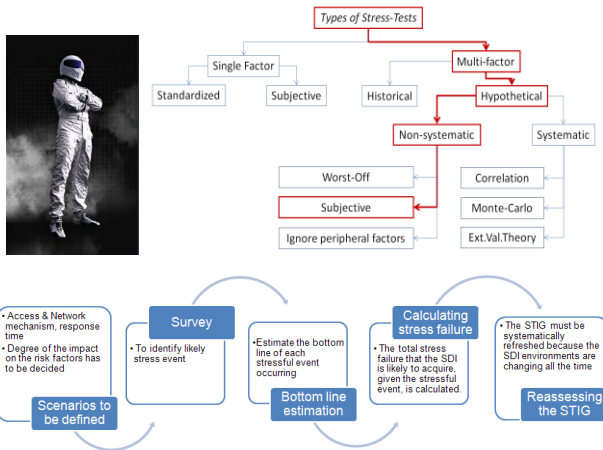 Types of Stress-Tests
Single Factor
Multi-factor
Standardized
Subjective
Historical
Hypothetical
Non-systematic
Systematic
Worst-Off
Subjective
Ignore peripheral factors
Correlation
Monte-Carlo
Ext.Val.Theory
• Access & Network
mechanism, response
time
• Degree of the impact
on the risk factors has
to be decided
Scenarios to
be defined
Survey
• To identify likely
stress event
•Estimate the bottom
line of each
stressful event
occurring
Bottom line
estimation
Calculating
stress failure
• The total stress
failure that the SDI
is likely to acquire,
given the stressful
event, is calculated.
• The STIG must be
systematically
refreshed because the
SDI environments are
changing all the time
Reassessing
the STIG